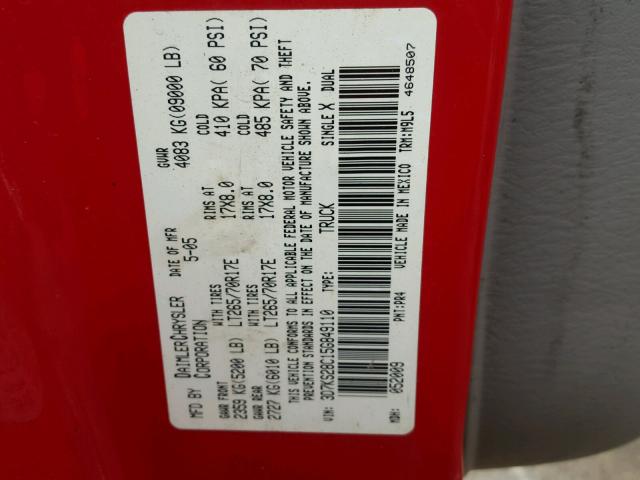 MFD BY DAIMLERCHRYSLER CORPORATION DATE OF MFR 5-05 GVWR 4083 KG(09000 LB)
GAWR FRONT WITH TIRES RIMS AT COLD
2359 KG(5200 LB) LT265/70R17E 17X8.0 410 KPA( 60 PSI)
GAWR REAR WITH TIRES RIMS AT COLD
2727 KG(6010 LB) LT265/70R17E 17X8.0 485 KPA( 70 PSI)
THIS VEHICLE CONFORMS TO ALL APPLICABLE FEDERAL MOTOR VEHICLE SAFETY AND THEFT
PREVENTION STANDARDS IN EFFECT ON THE DATE OF MANUFACTURE SHOWN ABOVE.
VIN: 3D7KS28C15G849110 TRUCK SINGLE X DUAL
MDH: 052009 PNT:PR4 VEHICLE MADE IN MEXICO TRM:M9L5 4648507